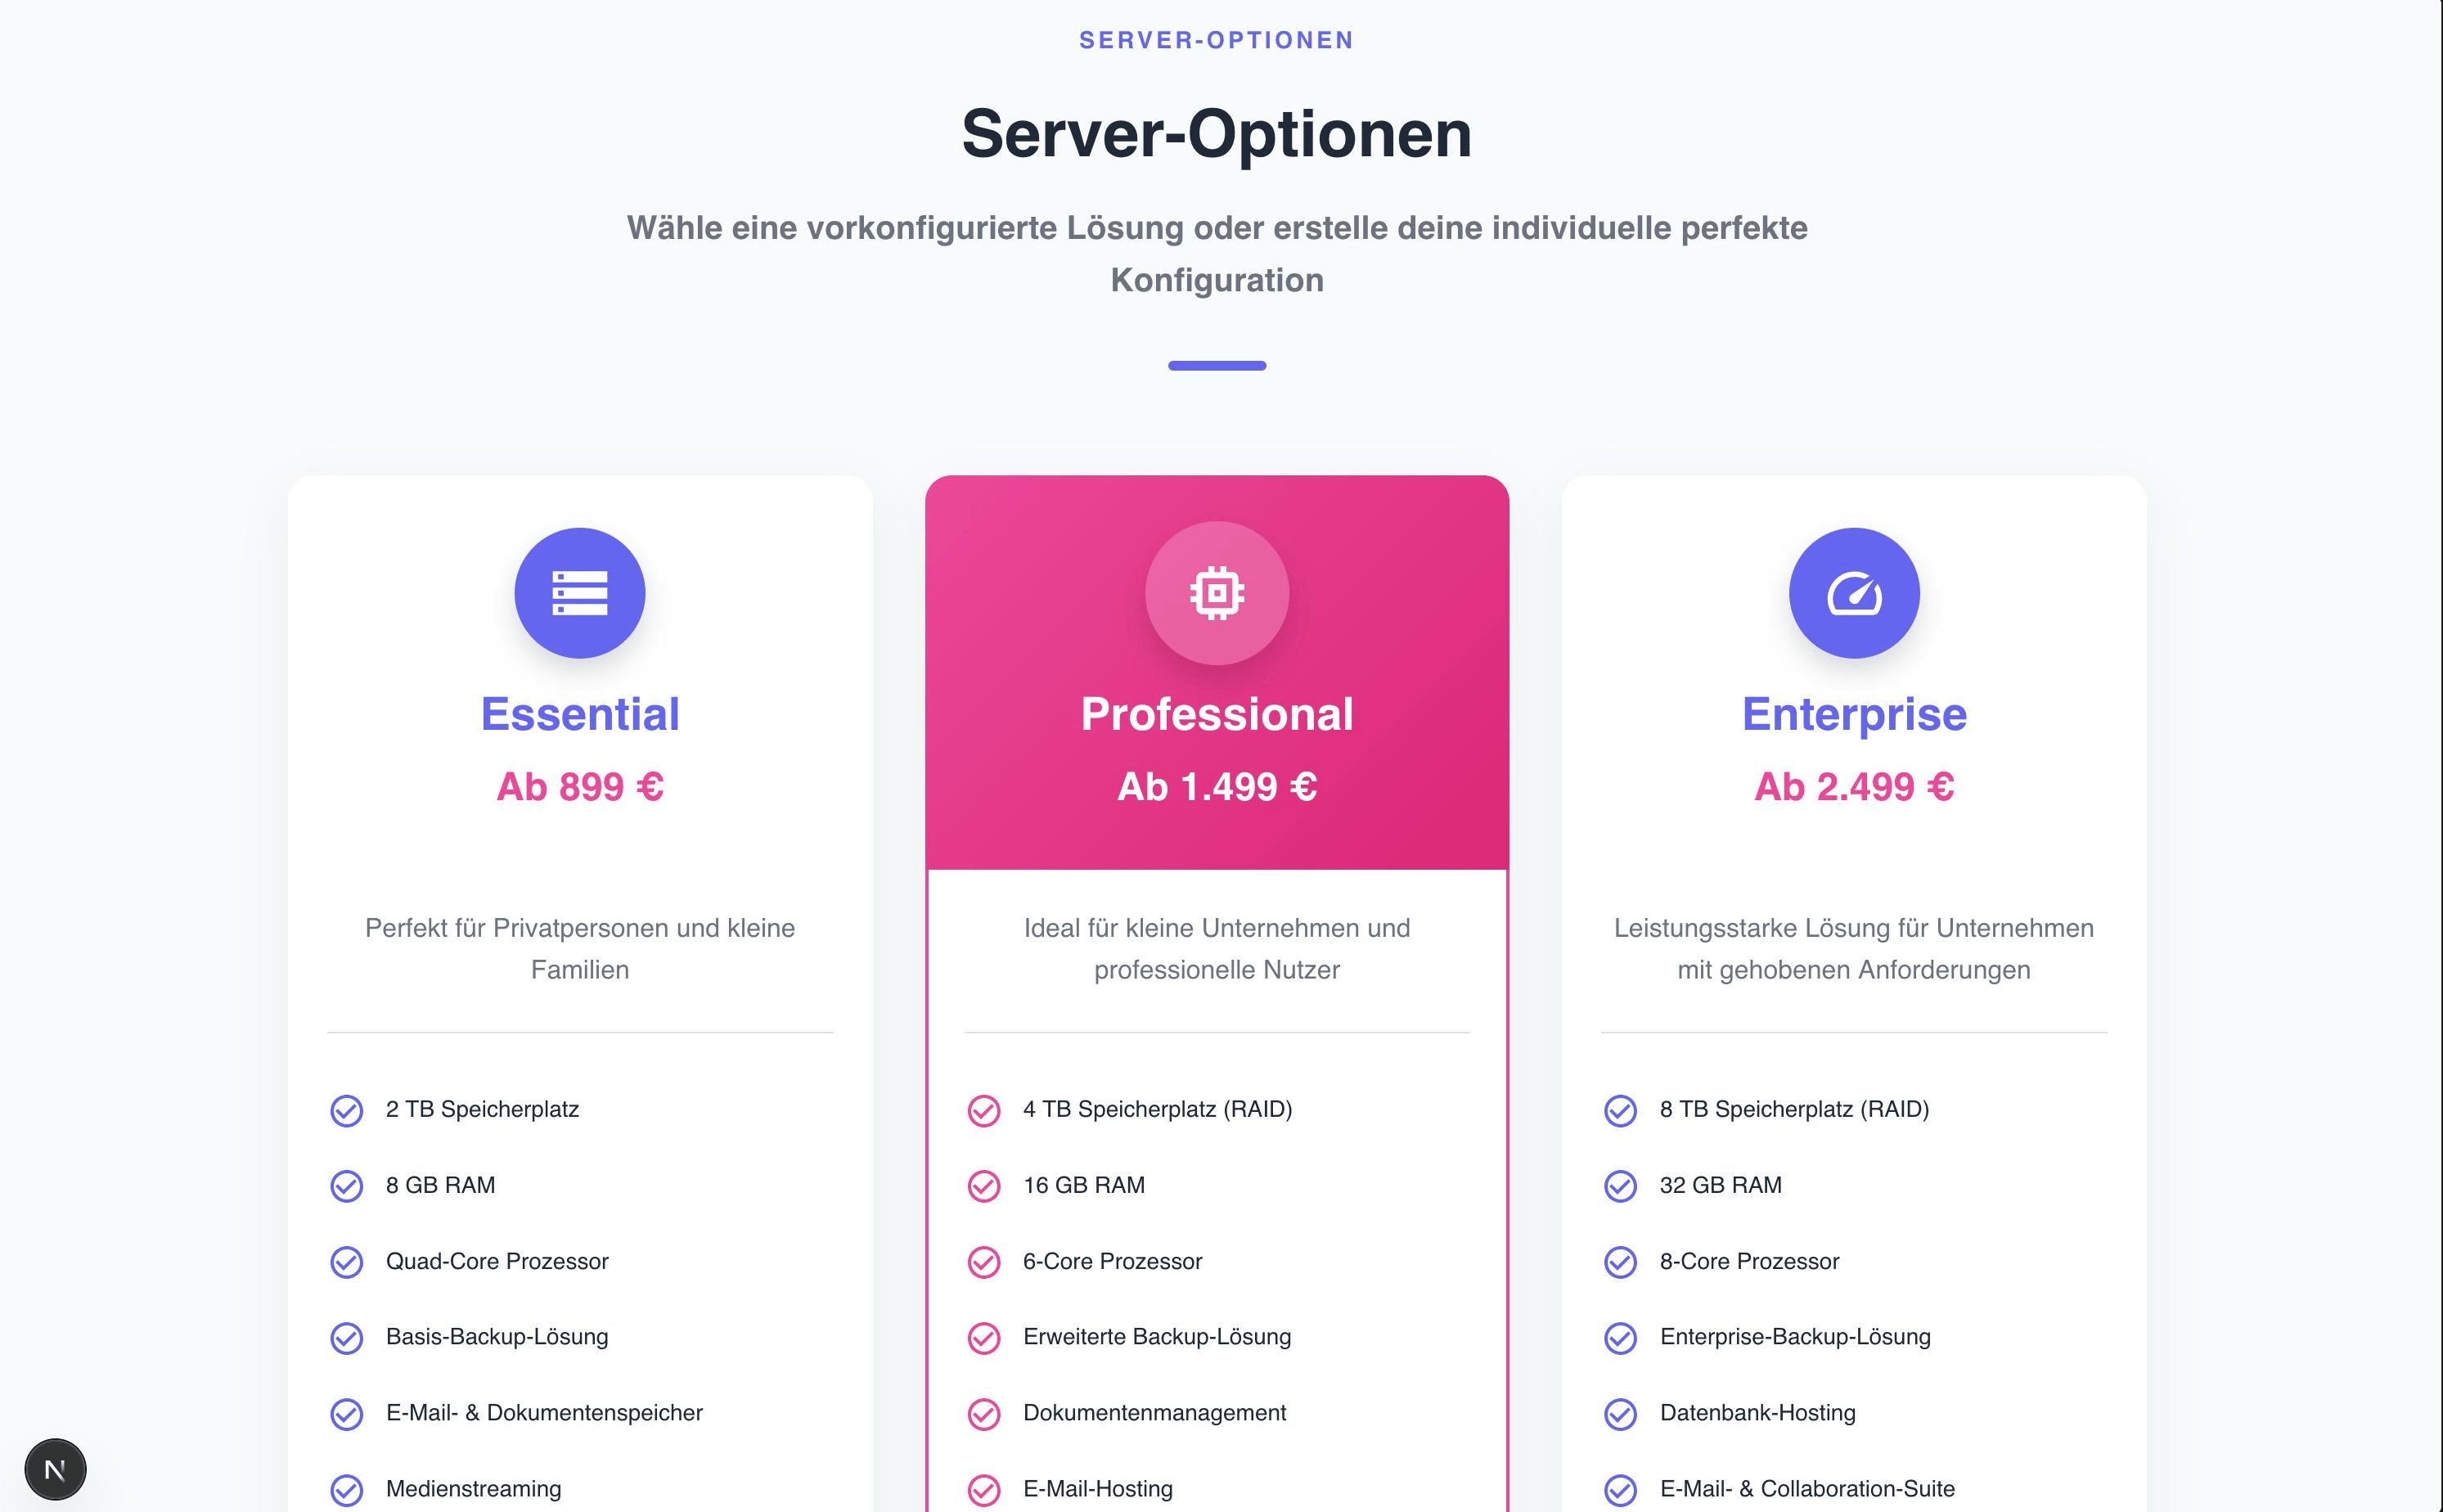 SERVER-OPTIONEN
Server-Optionen
Wähle eine vorkonfigurierte Lösung oder erstelle deine individuelle perfekte
Konfiguration
Essential
Ab 899 €
Perfekt für Privatpersonen und kleine
Familien
2 TB Speicherplatz
8 GB RAM
Quad-Core Prozessor
Basis-Backup-Lösung
E-Mail- & Dokumentenspeicher
Medienstreaming
Professional
Ab 1.499 €
Ideal für kleine Unternehmen und
professionelle Nutzer
4 TB Speicherplatz (RAID)
16 GB RAM
6-Core Prozessor
Erweiterte Backup-Lösung
Dokumentenmanagement
E-Mail-Hosting
Enterprise
Ab 2.499 €
Leistungsstarke Lösung für Unternehmen
mit gehobenen Anforderungen
8 TB Speicherplatz (RAID)
32 GB RAM
8-Core Prozessor
Enterprise-Backup-Lösung
Datenbank-Hosting
E-Mail- & Collaboration-Suite
N